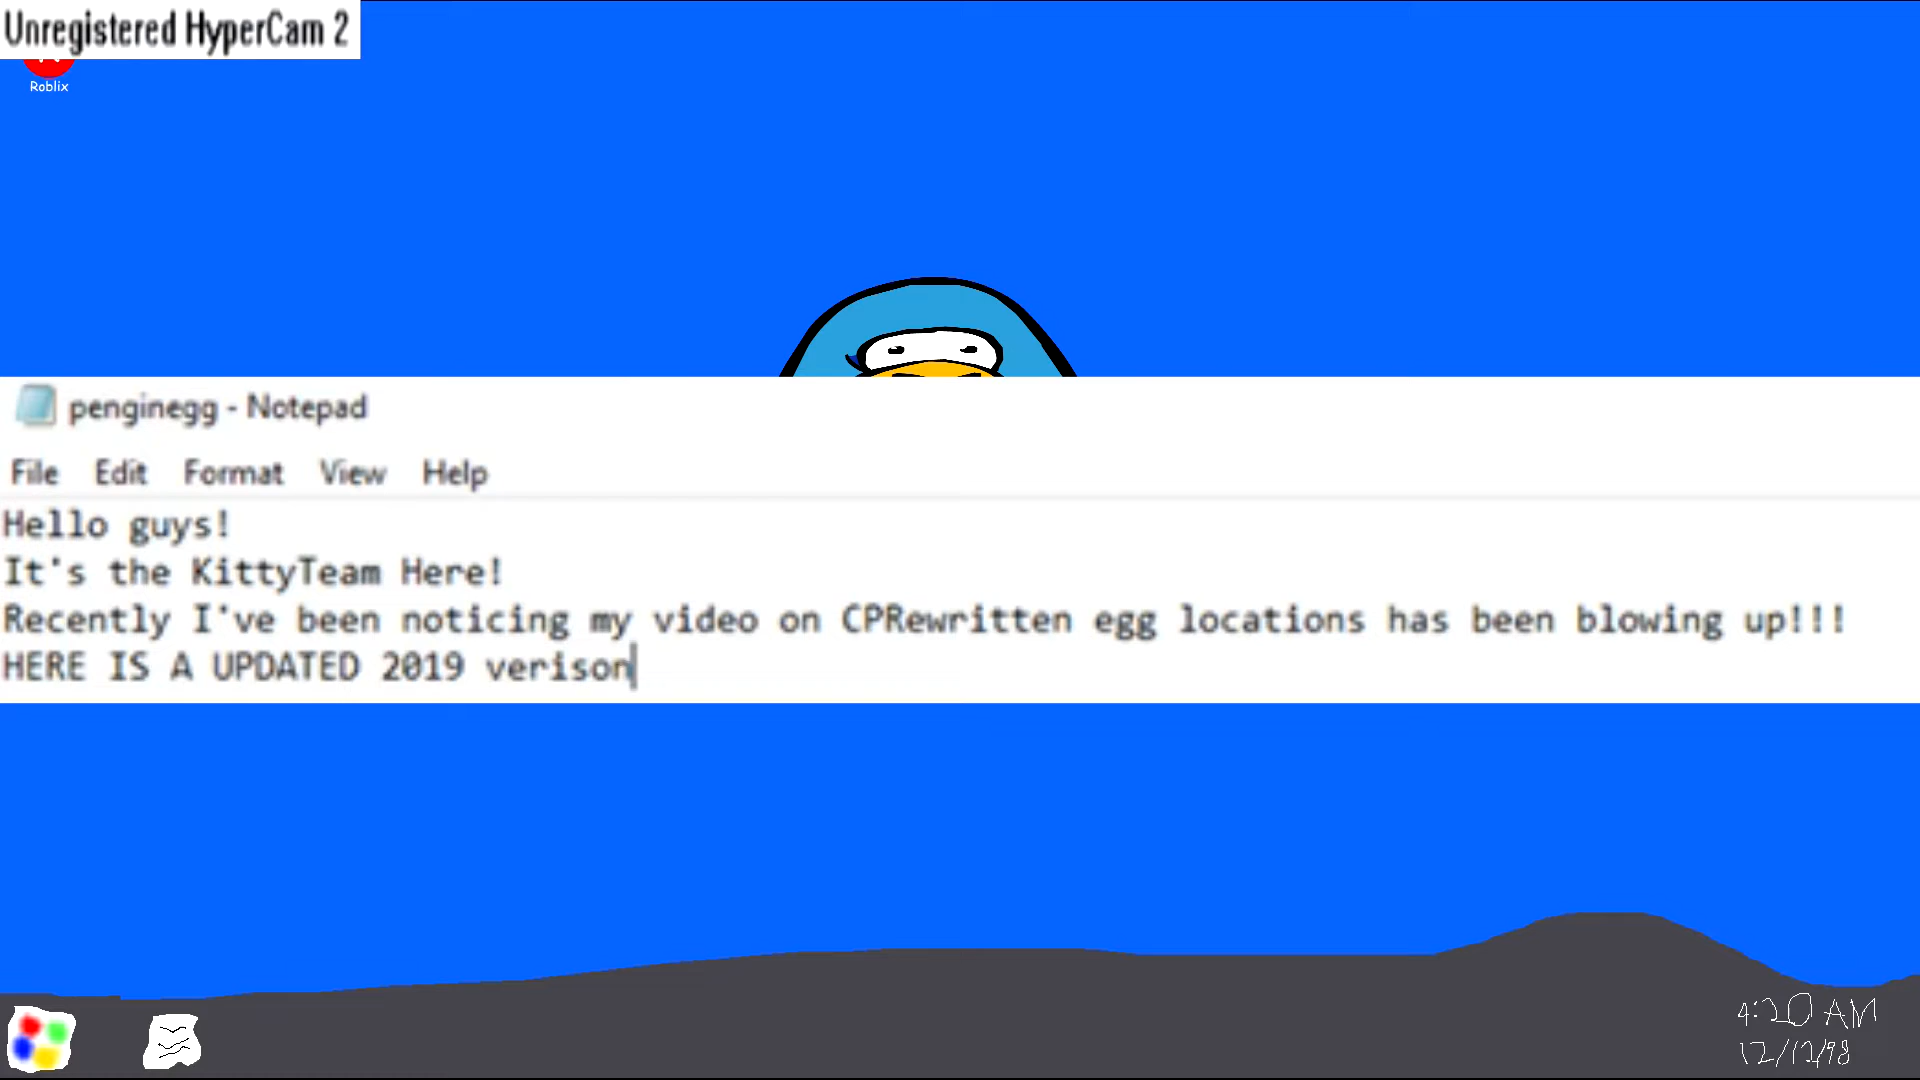 Unregistered HyperCam 2
Roblix
penginegg - Notepad
File Edit Format View Help
Hello guys!
It's the KittyTeam Here!
Recently I've been noticing my video on CPRewritten egg locations has been blowing up!!!
HERE IS A UPDATED 2019 verison
4:20 AM
12/12/98